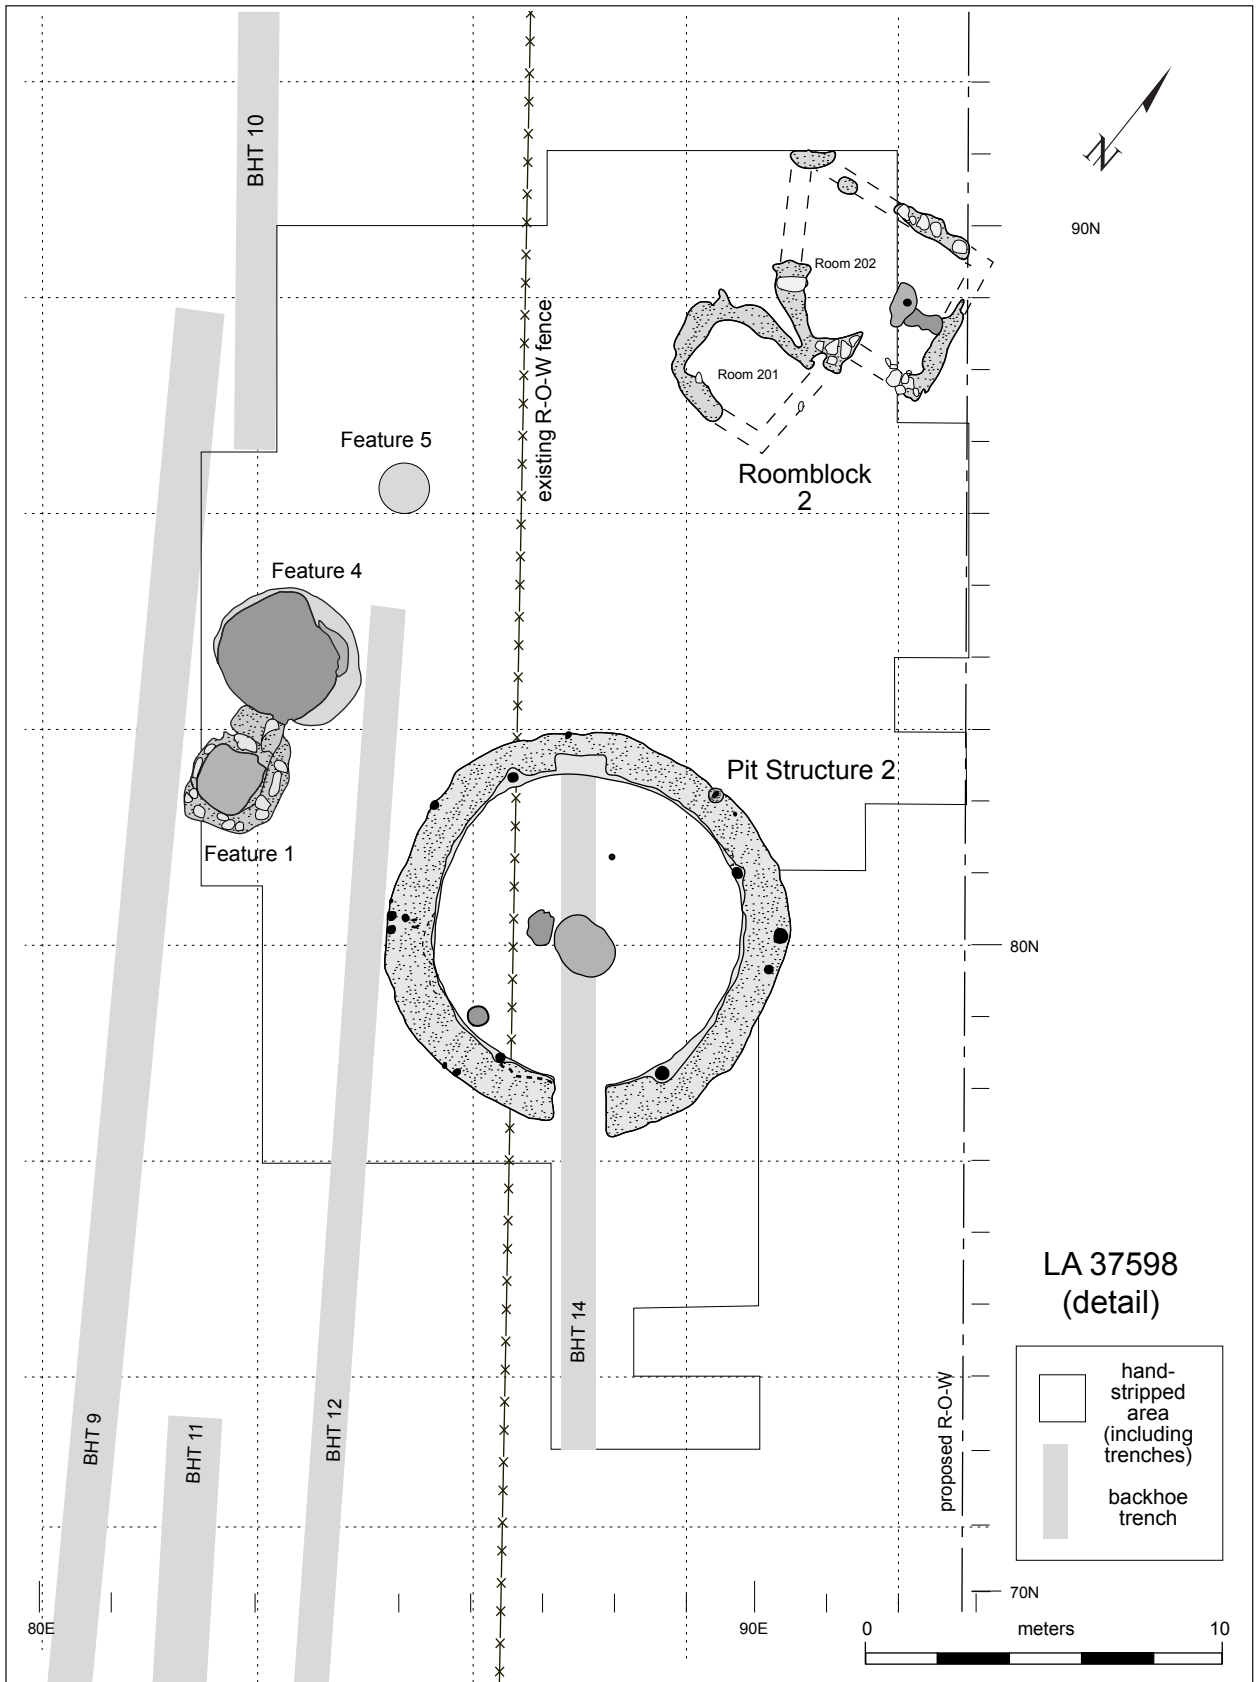 BHT 10
N
90N
Room 202
existing R-O-W fence
Room 201
Feature 5
Roomblock
2
Feature 4
Pit Structure 2
Feature 1
80N
LA 37598
(detail)
BHT 14
hand-
stripped
area
(including
trenches)
backhoe
trench
BHT 9
BHT 11
BHT 12
proposed R-O-W
70N
80E
90E
0
meters
10